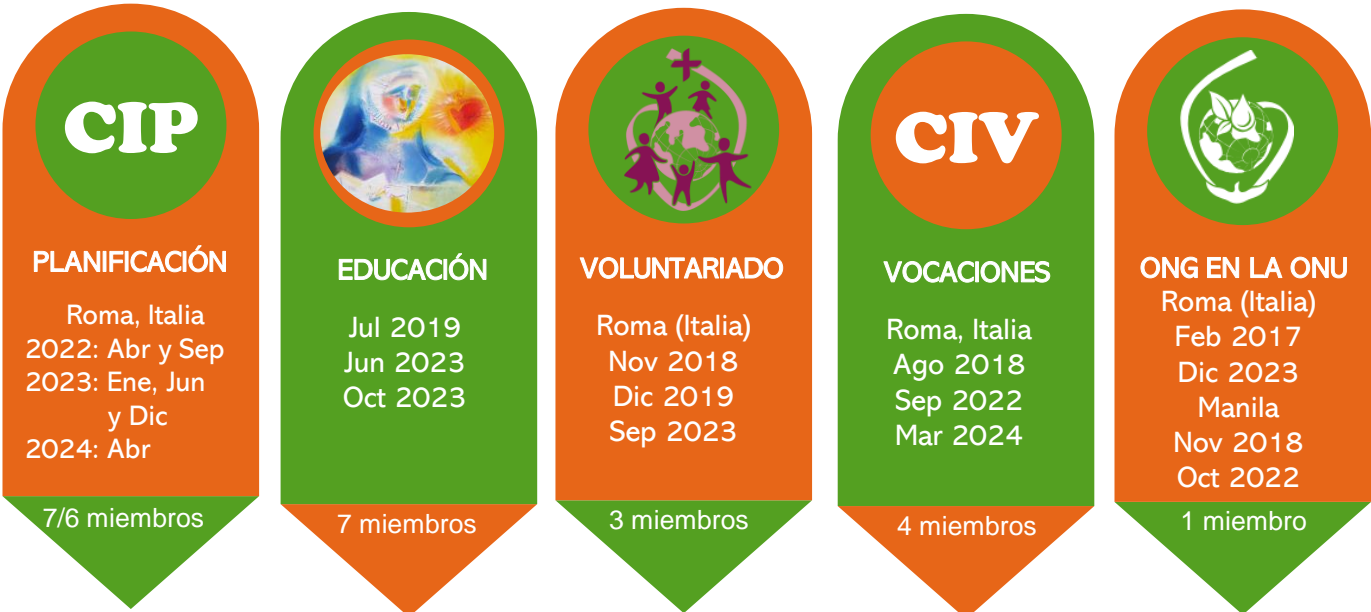 CIP
PLANIFICACIÓN
Roma, Italia
2022: Abr y Sep
2023: Ene, Jun
y Dic
2024: Abr
7/6 miembros
EDUCACIÓN
Jul 2019
Jun 2023
Oct 2023
7 miembros
VOLUNTARIADO
Roma (Italia)
Nov 2018
Dic 2019
Sep 2023
3 miembros
CIV
VOCACIONES
Roma, Italia
Ago 2018
Sep 2022
Mar 2024
4 miembros
ONG EN LA ONU
Roma (Italia)
Feb 2017
Dic 2023
Manila
Nov 2018
Oct 2022
1 miembro